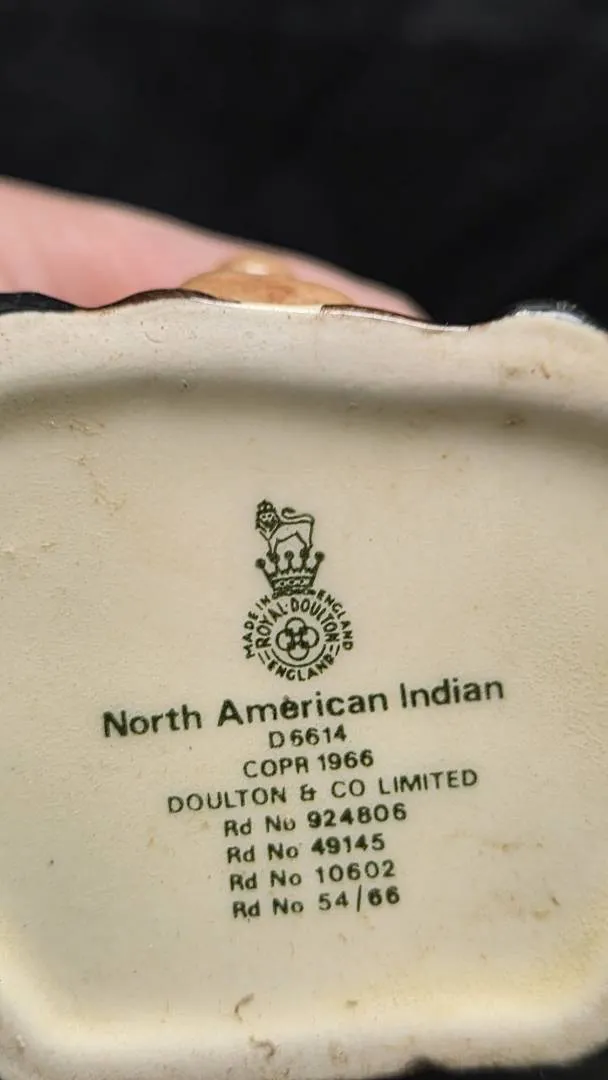 MADE IN ENGLAND
ROYAL·DOULTON
ENGLAND
North American Indian
D 6614
COPR 1966
DOULTON & CO LIMITED
Rd No 924806
Rd No 49145
Rd No 10602
Rd No 54/66